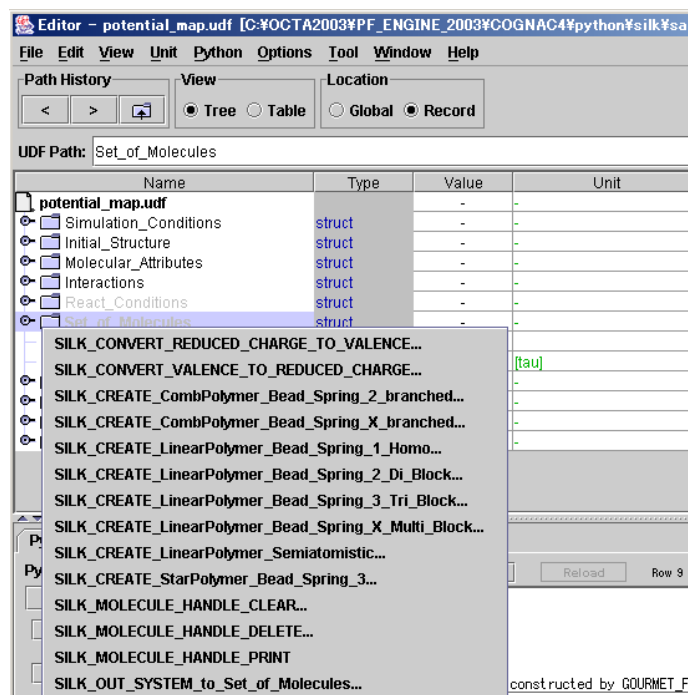 Editor - potential_map.udf [C:¥OCTA2003¥PF_ENGINE_2003¥COGNAC4¥python¥silk¥sa
File Edit View Unit Python Options Tool Window Help
Path History View Location
< > Tree Table Global Record
UDF Path: Set_of_Molecules
Name Type Value Unit
potential_map.udf - -
Simulation_Conditions struct - -
Initial_Structure struct - -
Molecular_Attributes struct - -
Interactions struct - -
React_Conditions struct - -
Set_of_Molecules struct - -
SILK_CONVERT_REDUCED_CHARGE_TO_VALENCE...
[tau]
SILK_CONVERT_VALENCE_TO_REDUCED_CHARGE...
- -
SILK_CREATE_CombPolymer_Bead_Spring_2_branched...
- -
SILK_CREATE_CombPolymer_Bead_Spring_X_branched...
- -
SILK_CREATE_LinearPolymer_Bead_Spring_1_Homo...
- -
SILK_CREATE_LinearPolymer_Bead_Spring_2_Di_Block...
SILK_CREATE_LinearPolymer_Bead_Spring_3_Tri_Block...
SILK_CREATE_LinearPolymer_Bead_Spring_X_Multi_Block...
SILK_CREATE_LinearPolymer_Semiatomistic...
SILK_CREATE_StarPolymer_Bead_Spring_3...
Reload Row 9
SILK_MOLECULE_HANDLE_CLEAR...
SILK_MOLECULE_HANDLE_DELETE...
SILK_MOLECULE_HANDLE_PRINT
SILK_OUT_SYSTEM_to_Set_of_Molecules...
constructed by GOURMET_F